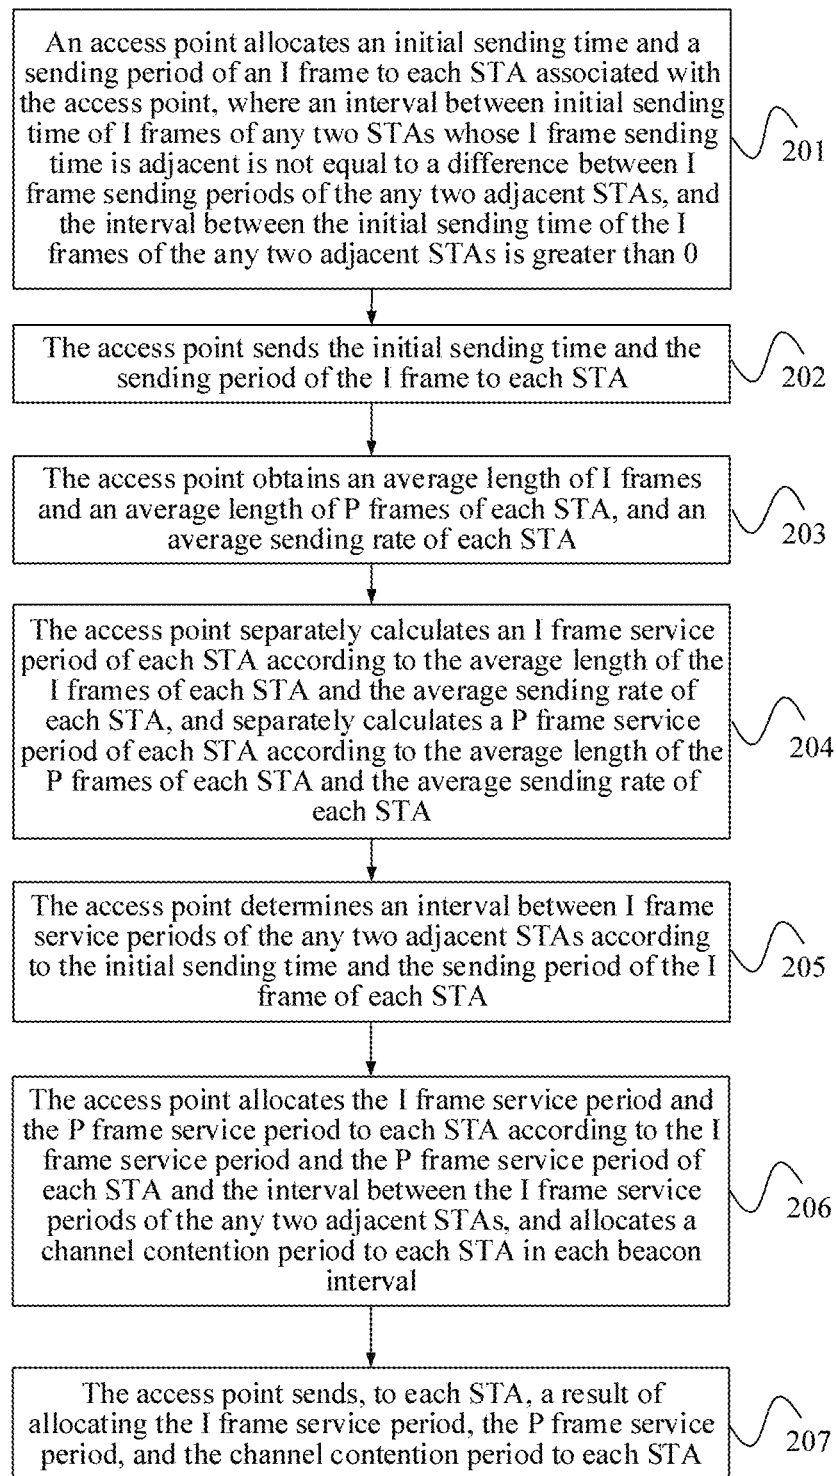 An access point allocates an initial sending time and a
sending period of an I frame to each STA associated with
the access point, where an interval between initial sending
time of I frames of any two STAs whose I frame sending
time is adjacent is not equal to a difference between I
frame sending periods of the any two adjacent STAs, and
the interval between the initial sending time of the I
frames of the any two adjacent STAs is greater than 0
201
The access point sends the initial sending time and the
sending period of the I frame to each STA
202
The access point obtains an average length of I frames
and an average length of P frames of each STA, and an
average sending rate of each STA
203
The access point separately calculates an I frame service
period of each STA according to the average length of the
I frames of each STA and the average sending rate of
each STA, and separately calculates a P frame service
period of each STA according to the average length of the
P frames of each STA and the average sending rate of
each STA
204
The access point determines an interval between I frame
service periods of the any two adjacent STAs according
to the initial sending time and the sending period of the I
frame of each STA
205
The access point allocates the I frame service period and
the P frame service period to each STA according to the I
frame service period and the P frame service period of
each STA and the interval between the I frame service
periods of the any two adjacent STAs, and allocates a
channel contention period to each STA in each beacon
interval
206
The access point sends, to each STA, a result of
allocating the I frame service period, the P frame service
period, and the channel contention period to each STA
207